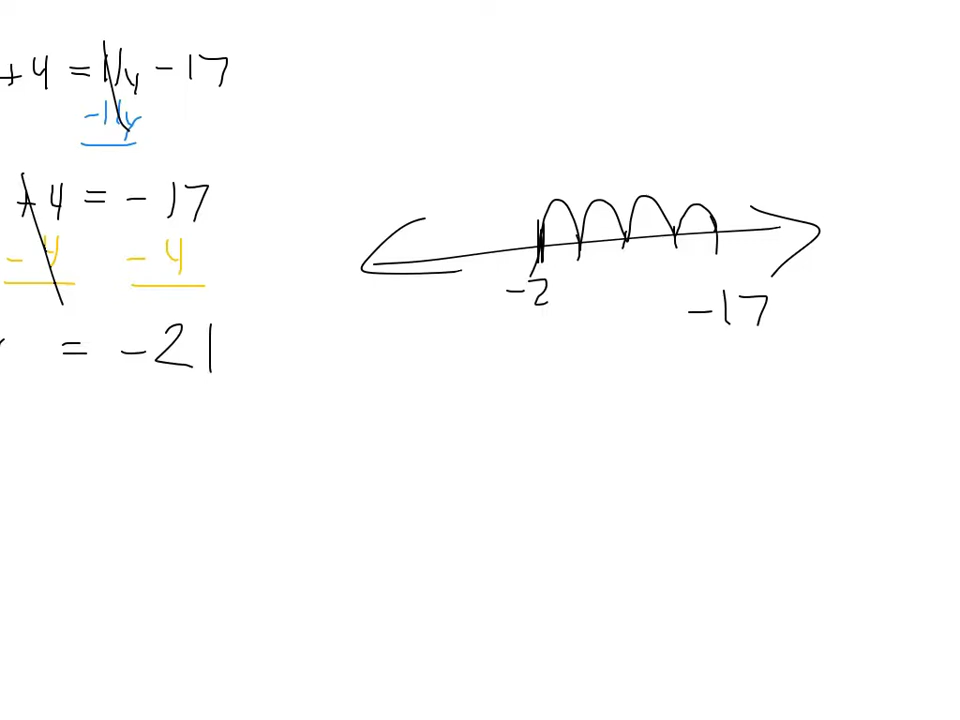 +4 = 11y - 17
-11y
+4 = - 17
- 4 - 4
= -21
-2 -17